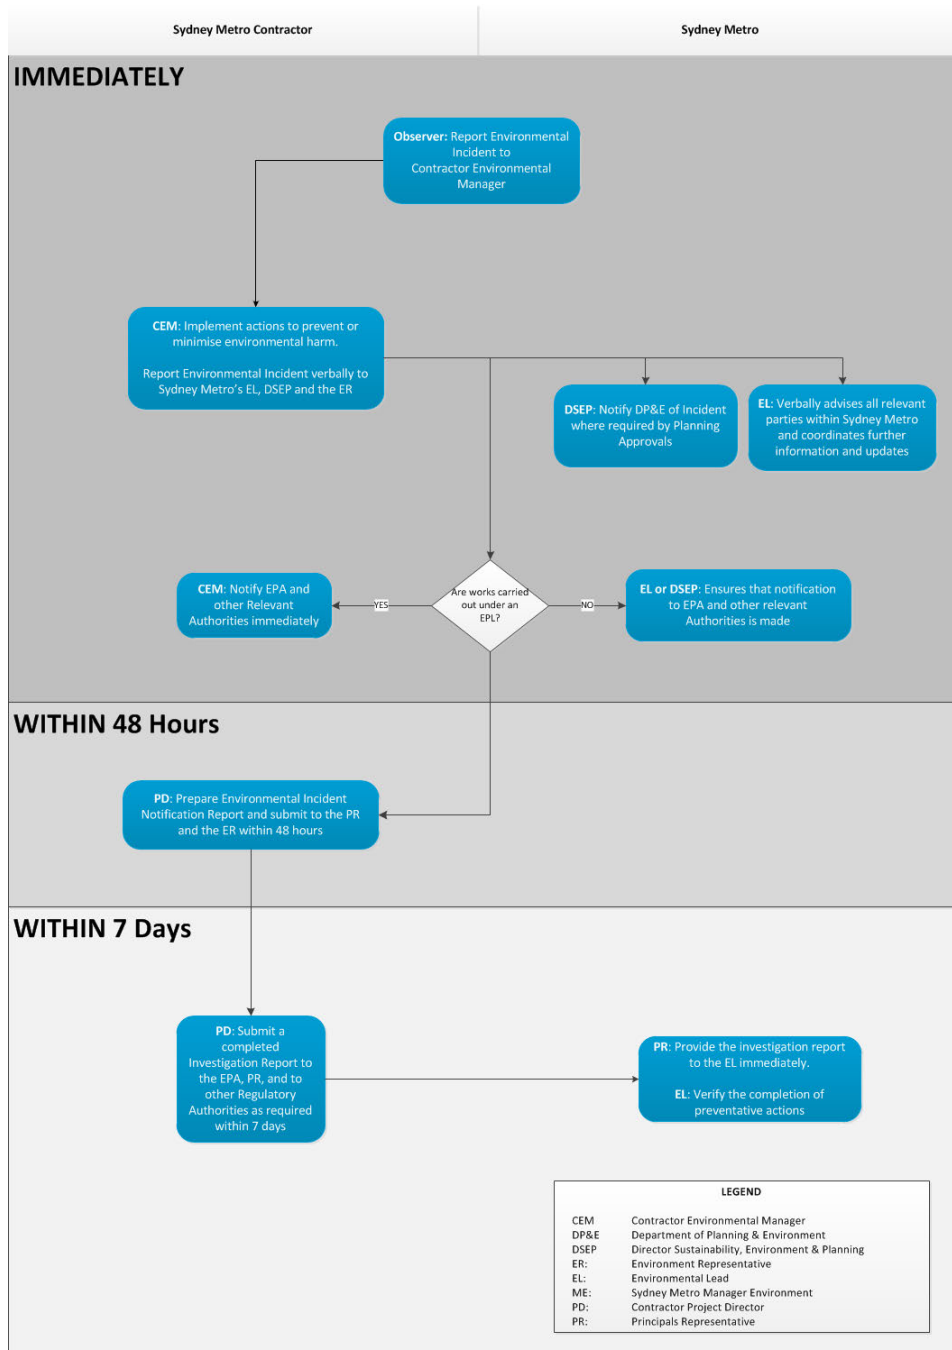 Sydney Metro Contractor
Sydney Metro
IMMEDIATELY
Observer: Report Environmental
Incident to
Contractor Environmental
Manager
CEM: Implement actions to prevent or
minimise environmental harm.
Report Environmental Incident verbally to
Sydney Metro's EL, DSEP and the ER
DSEP: Notify DP&E of Incident
where required by Planning
Approvals
EL: Verbally advises all relevant
parties within Sydney Metro
and coordinates further
information and updates
CEM: Notify EPA and
other Relevant
Authorities immediately
YES
Are works carried
out under an
EPL?
NO
EL or DSEP: Ensures that notification
to EPA and other relevant
Authorities is made
WITHIN 48 Hours
PD: Prepare Environmental Incident
Notification Report and submit to the PR
and the ER within 48 hours
WITHIN 7 Days
PD: Submit a
completed
Investigation Report to
the EPA, PR, and to
other Regulatory
Authorities as required
within 7 days
PR: Provide the investigation report
to the EL immediately.
EL: Verify the completion of
preventative actions
LEGEND
CEM Contractor Environmental Manager
DP&E Department of Planning & Environment
DSEP Director Sustainability, Environment & Planning
ER: Environment Representative
EL: Environmental Lead
ME: Sydney Metro Manager Environment
PD: Contractor Project Director
PR: Principals Representative